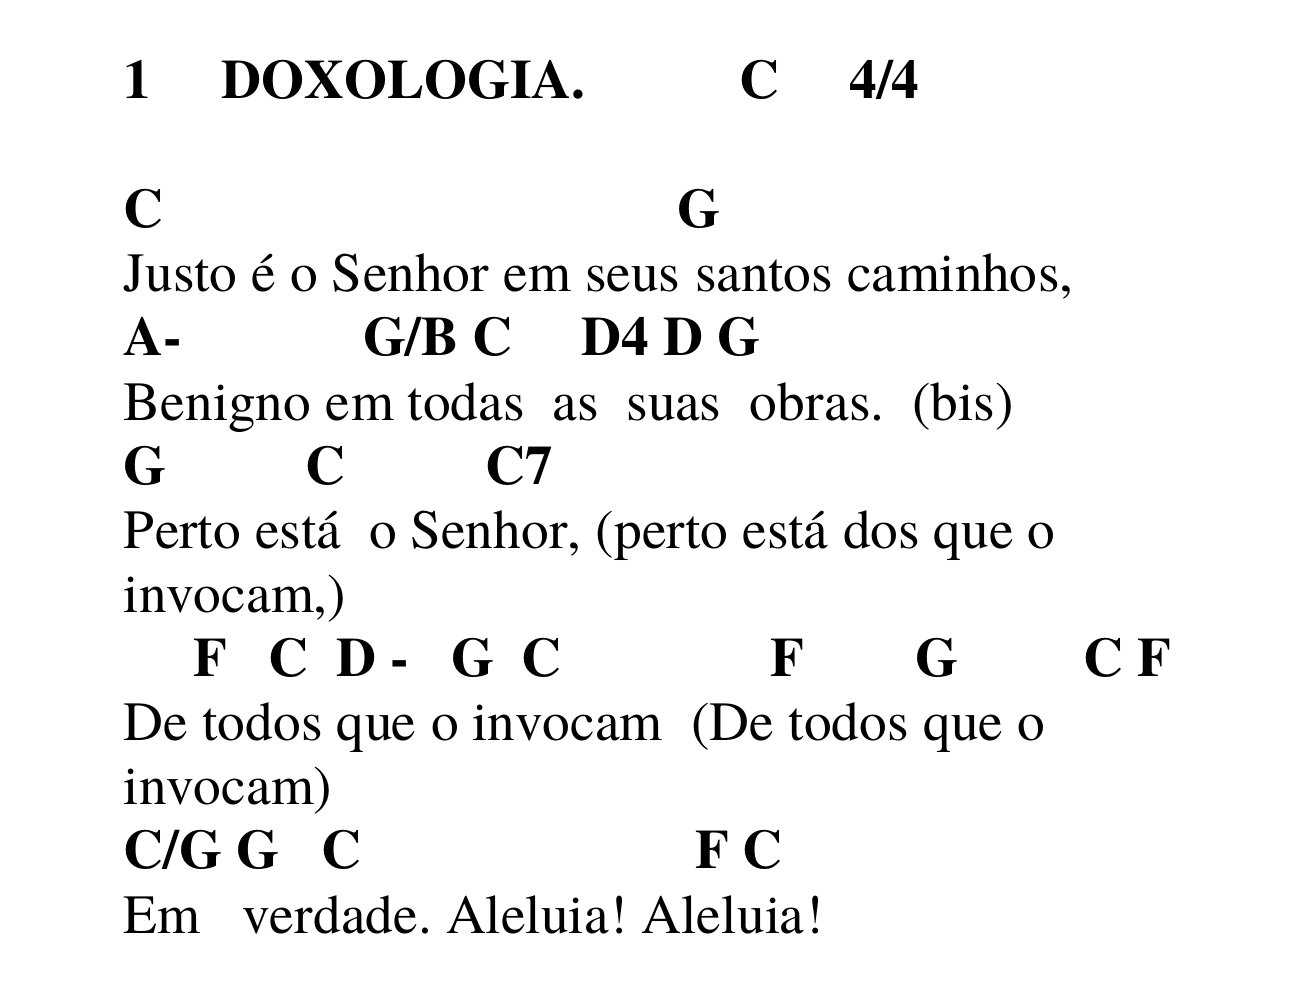 1     DOXOLOGIA.           C     4/4
C                                     G
Justo é o Senhor em seus santos caminhos,
A-             G/B C     D4 D G
Benigno em todas  as  suas  obras.  (bis)
G          C          C7
Perto está  o Senhor, (perto está dos que o
invocam,)
     F   C  D -   G  C               F        G         C F
De todos que o invocam  (De todos que o
invocam)
C/G G   C                        F C
Em   verdade. Aleluia! Aleluia!